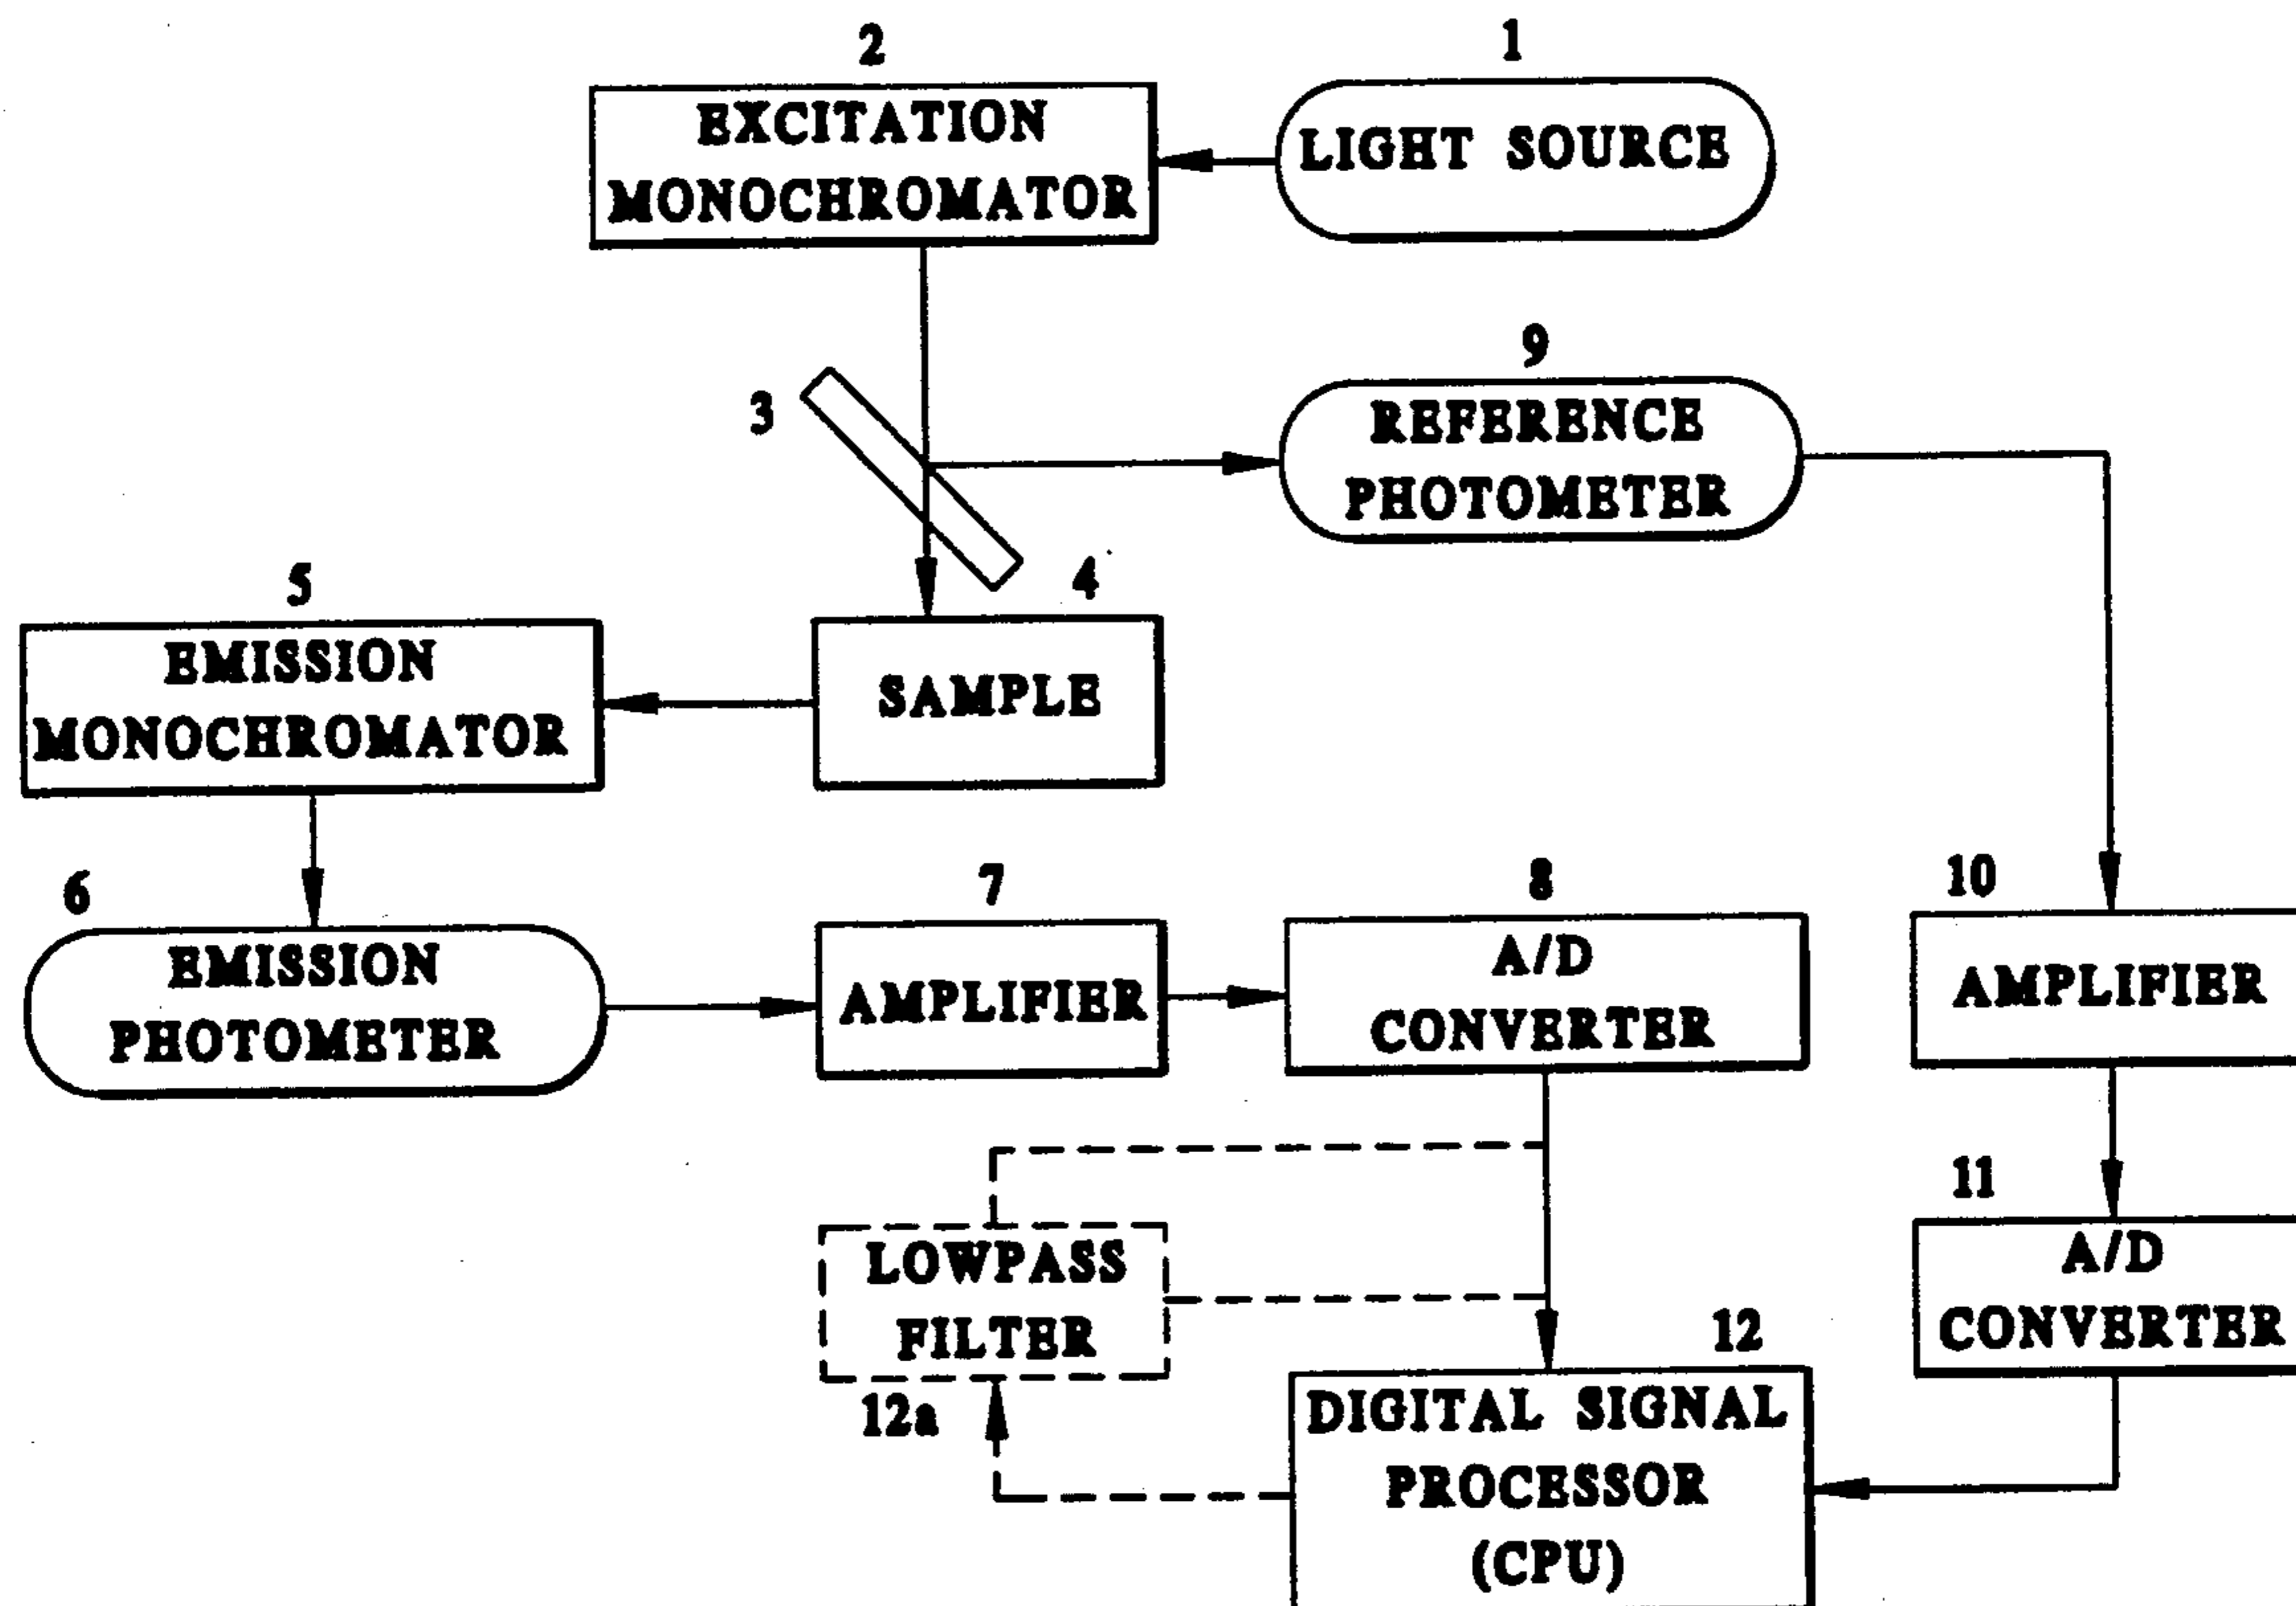 2
1
EXCITATION
MONOCHROMATOR
LIGHT SOURCE
9
3
REFERENCE
PHOTOMETER
5
4
EMISSION
MONOCHROMATOR
SAMPLE
6
7
8
10
EMISSION
PHOTOMETER
AMPLIFIER
A/D
CONVERTER
AMPLIFIER
11
LOWPASS
FILTER
12a
A/D
CONVERTER
12
DIGITAL SIGNAL
PROCESSOR
(CPU)